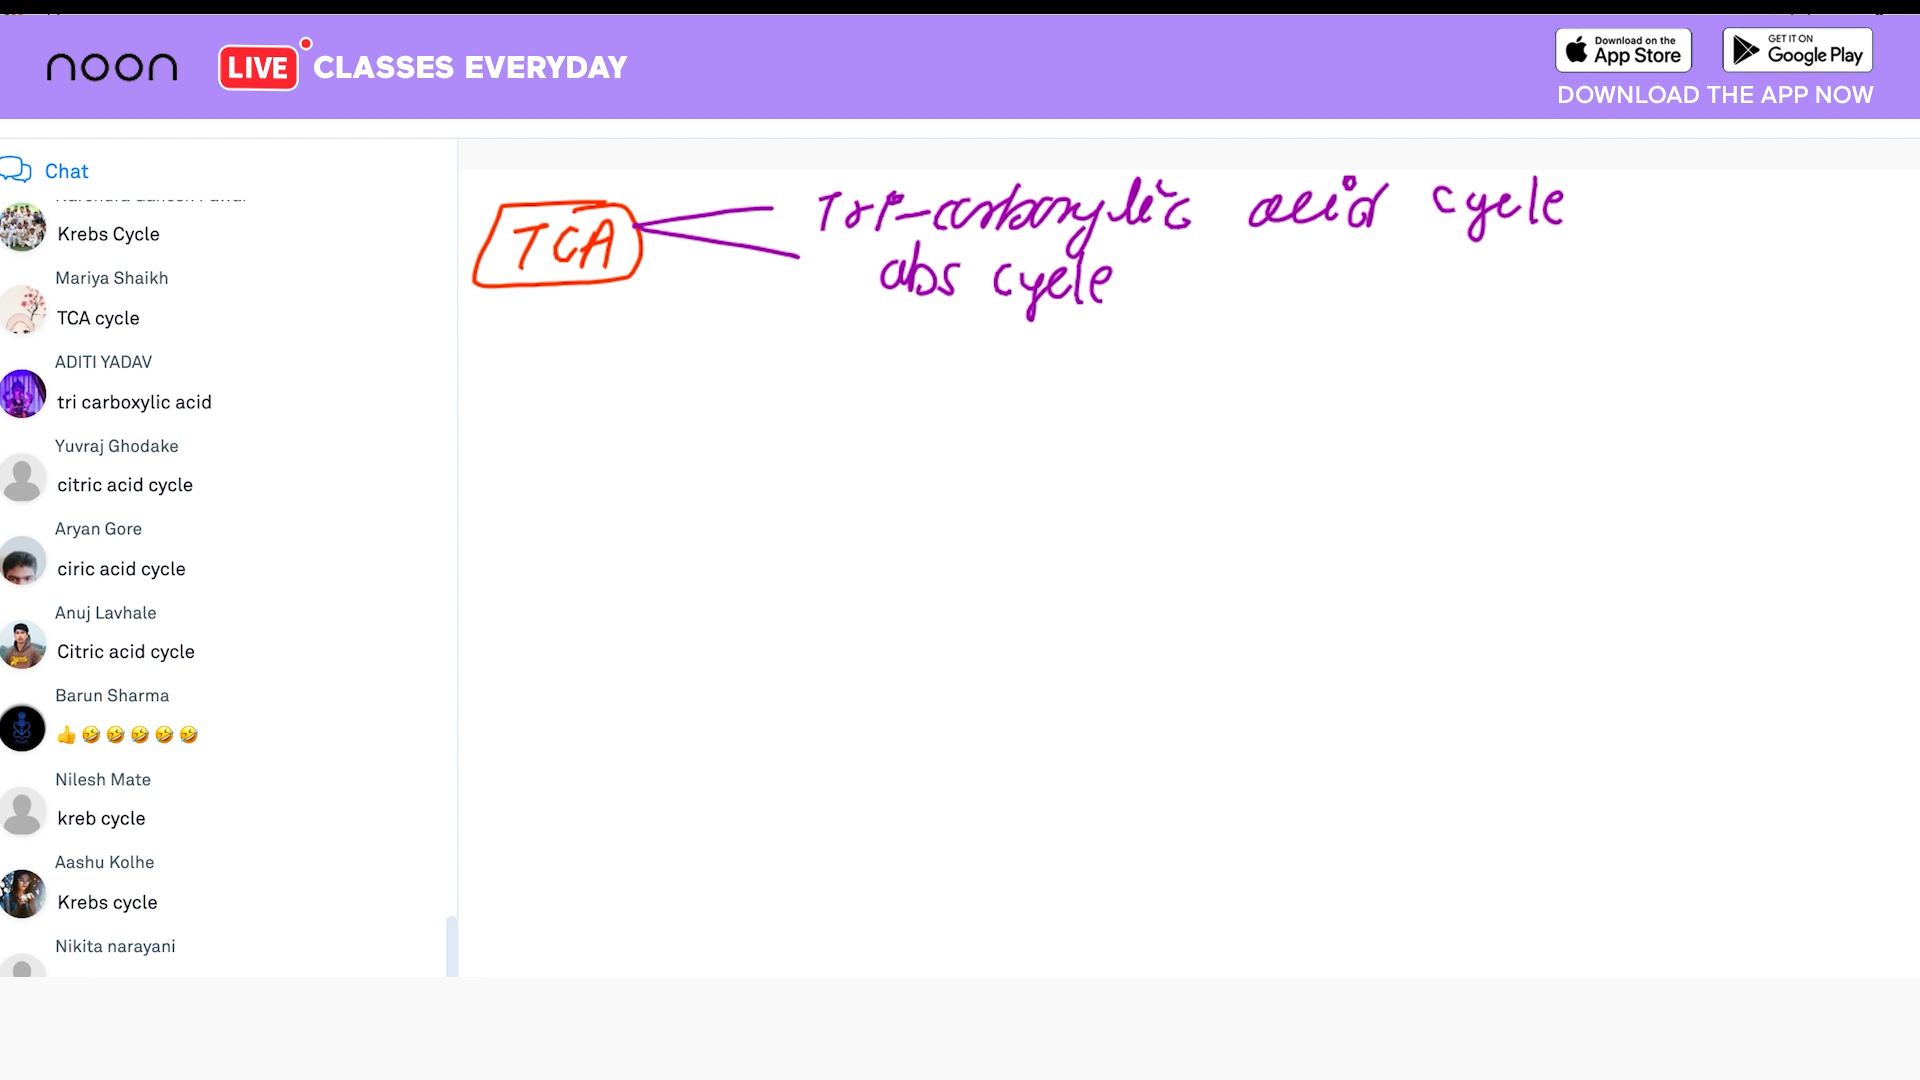 noon LIVE CLASSES EVERYDAY
Download on the App Store
GET IT ON Google Play
DOWNLOAD THE APP NOW
Chat
Krebs Cycle
Mariya Shaikh
TCA cycle
ADITI YADAV
tri carboxylic acid
Yuvraj Ghodake
citric acid cycle
Aryan Gore
ciric acid cycle
Anuj Lavhale
Citric acid cycle
Barun Sharma
👍🤣🤣🤣🤣🤣
Nilesh Mate
kreb cycle
Aashu Kolhe
Krebs cycle
Nikita narayani
TCA
Tri-carboxylic acid cycle
abs cycle